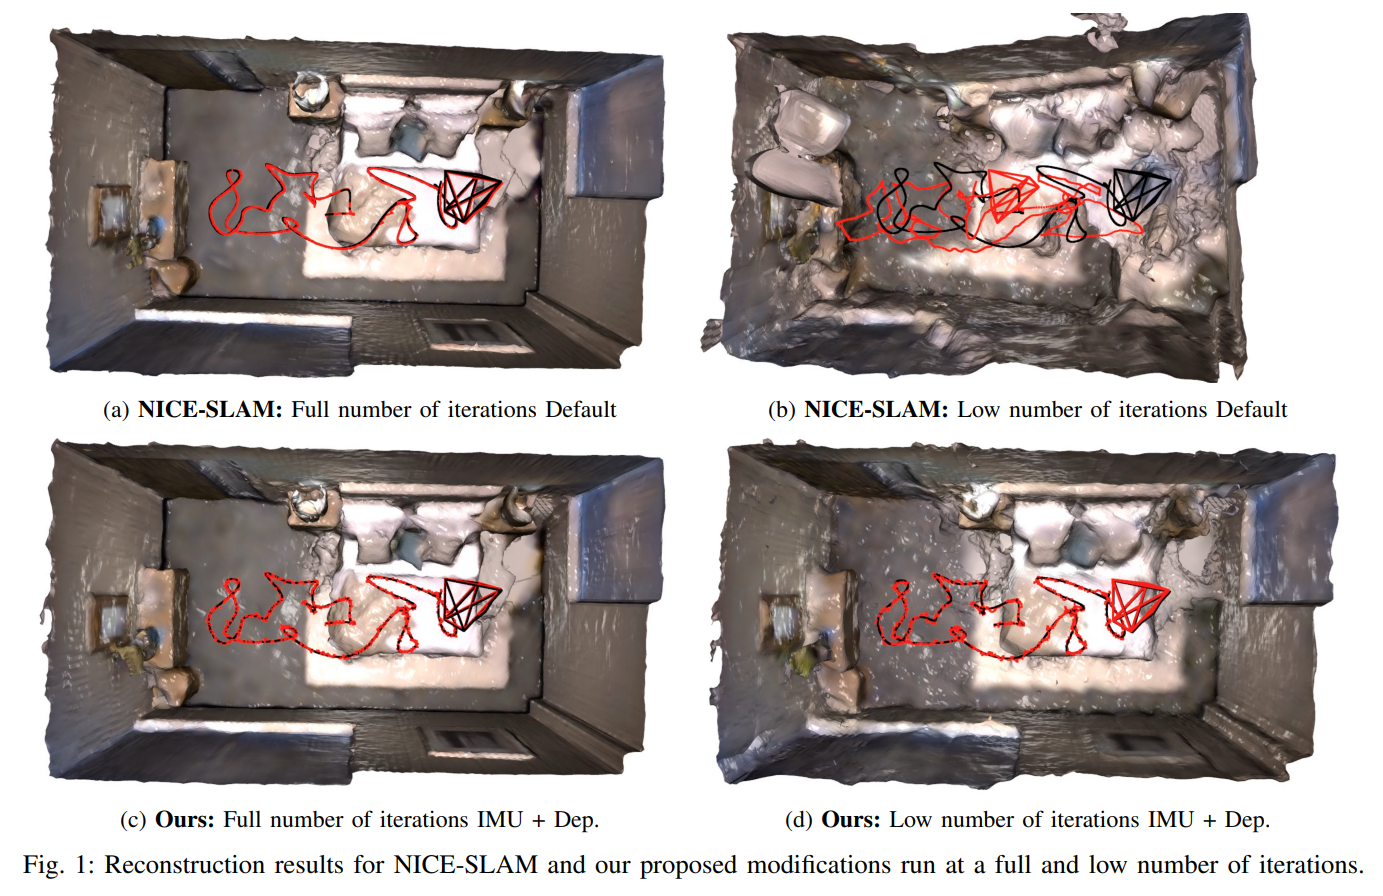 (a) NICE-SLAM: Full number of iterations Default
(b) NICE-SLAM: Low number of iterations Default
(c) Ours: Full number of iterations IMU + Dep.
(d) Ours: Low number of iterations IMU + Dep.
Fig. 1: Reconstruction results for NICE-SLAM and our proposed modifications run at a full and low number of iterations.